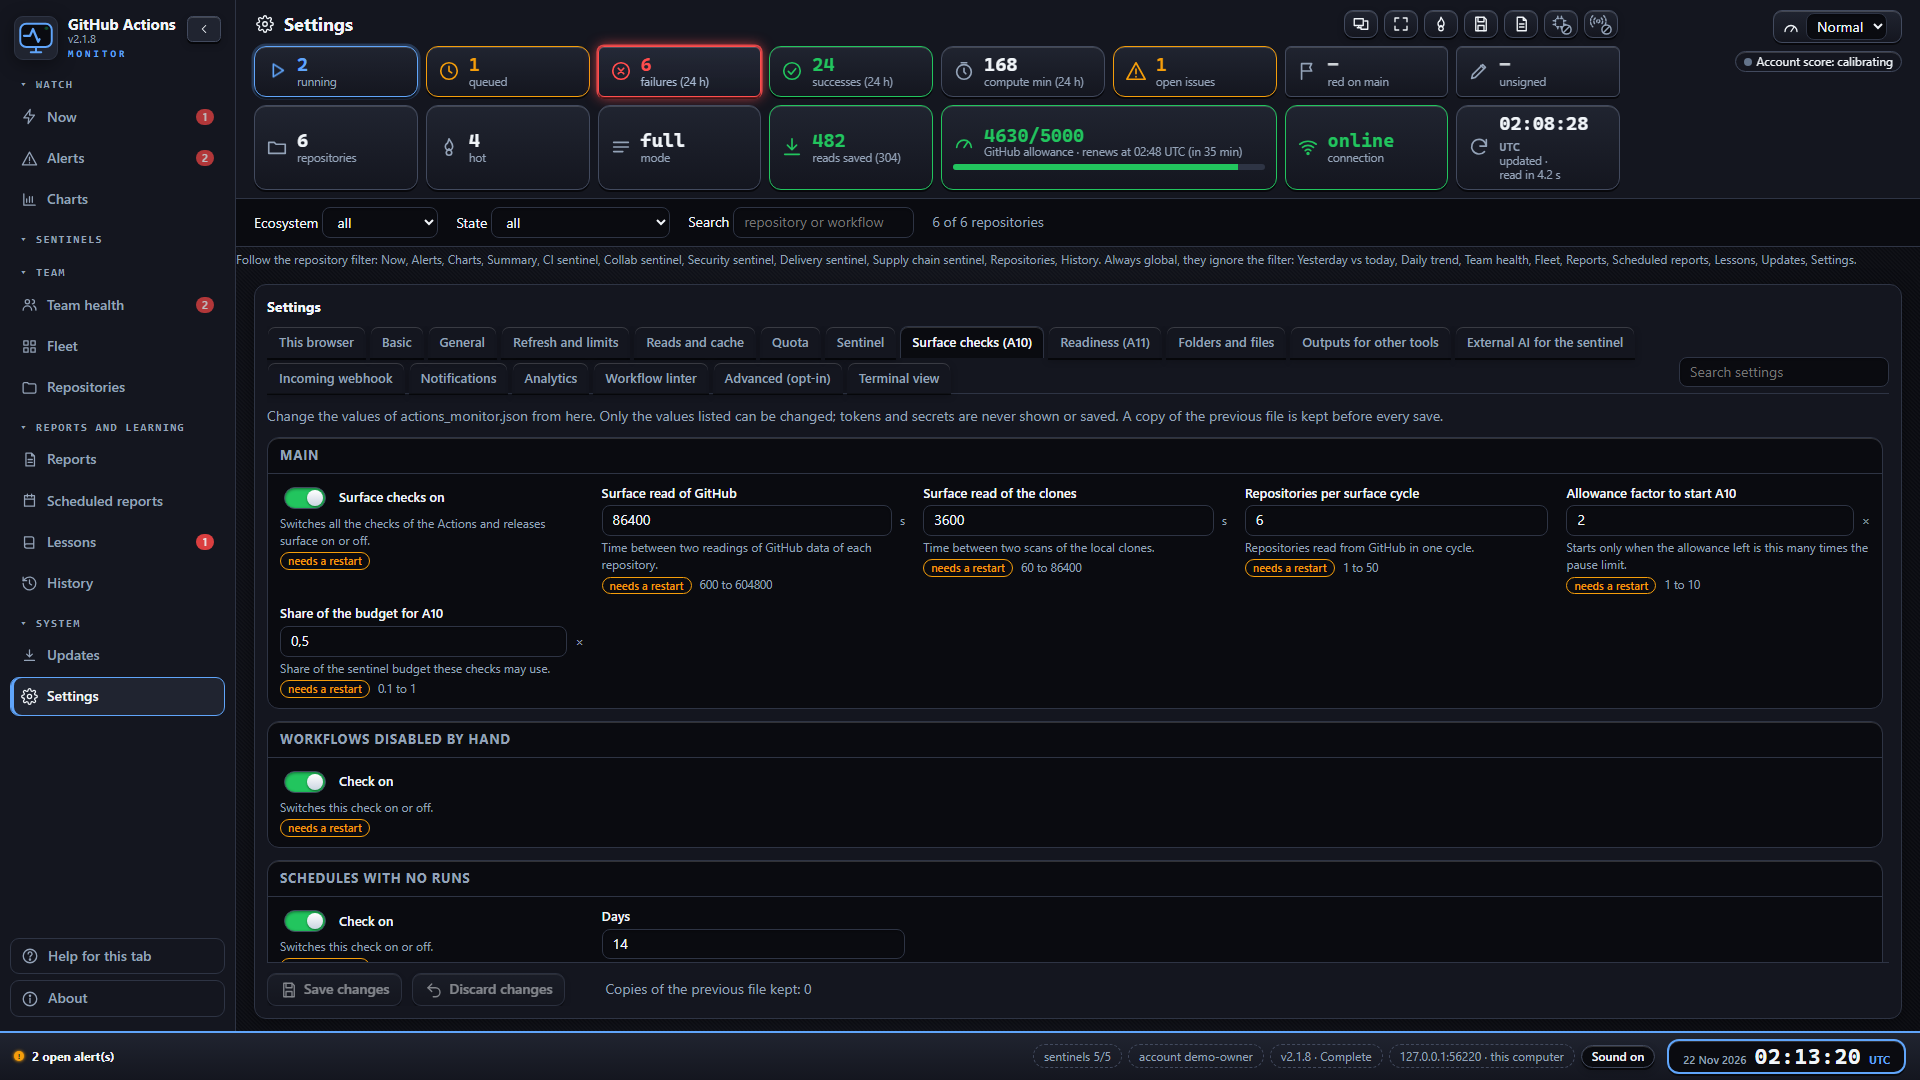 GitHub Actions
v2.1.8
MONITOR
WATCH
Now 1
Alerts 2
Charts
SENTINELS
TEAM
Team health 2
Fleet
Repositories
REPORTS AND LEARNING
Reports
Scheduled reports
Lessons 1
History
SYSTEM
Updates
Settings
Help for this tab
About
Settings
Normal
Account score: calibrating
2 running
1 queued
6 failures (24 h)
24 successes (24 h)
168 compute min (24 h)
1 open issues
– red on main
– unsigned
6 repositories
4 hot
full mode
482 reads saved (304)
4630/5000 GitHub allowance · renews at 02:48 UTC (in 35 min)
online connection
02:08:28 UTC updated · read in 4.2 s
Ecosystem all State all Search repository or workflow 6 of 6 repositories
Follow the repository filter: Now, Alerts, Charts, Summary, CI sentinel, Collab sentinel, Security sentinel, Delivery sentinel, Supply chain sentinel, Repositories, History. Always global, they ignore the filter: Yesterday vs today, Daily trend, Team health, Fleet, Reports, Scheduled reports, Lessons, Updates, Settings.
Settings
This browser Basic General Refresh and limits Reads and cache Quota Sentinel Surface checks (A10) Readiness (A11) Folders and files Outputs for other tools External AI for the sentinel
Incoming webhook Notifications Analytics Workflow linter Advanced (opt-in) Terminal view
Search settings
Change the values of actions_monitor.json from here. Only the values listed can be changed; tokens and secrets are never shown or saved. A copy of the previous file is kept before every save.
MAIN
Surface checks on
Switches all the checks of the Actions and releases surface on or off.
needs a restart
Surface read of GitHub
86400 s
Time between two readings of GitHub data of each repository.
needs a restart 600 to 604800
Surface read of the clones
3600 s
Time between two scans of the local clones.
needs a restart 60 to 86400
Repositories per surface cycle
6
Repositories read from GitHub in one cycle.
needs a restart 1 to 50
Allowance factor to start A10
2 ×
Starts only when the allowance left is this many times the pause limit.
needs a restart 1 to 10
Share of the budget for A10
0,5 ×
Share of the sentinel budget these checks may use.
needs a restart 0.1 to 1
WORKFLOWS DISABLED BY HAND
Check on
Switches this check on or off.
needs a restart
SCHEDULES WITH NO RUNS
Check on
Switches this check on or off.
Days
14
Save changes Discard changes Copies of the previous file kept: 0
2 open alert(s)
sentinels 5/5 account demo-owner v2.1.8 · Complete 127.0.0.1:56220 · this computer Sound on 22 Nov 2026 02:13:20 UTC